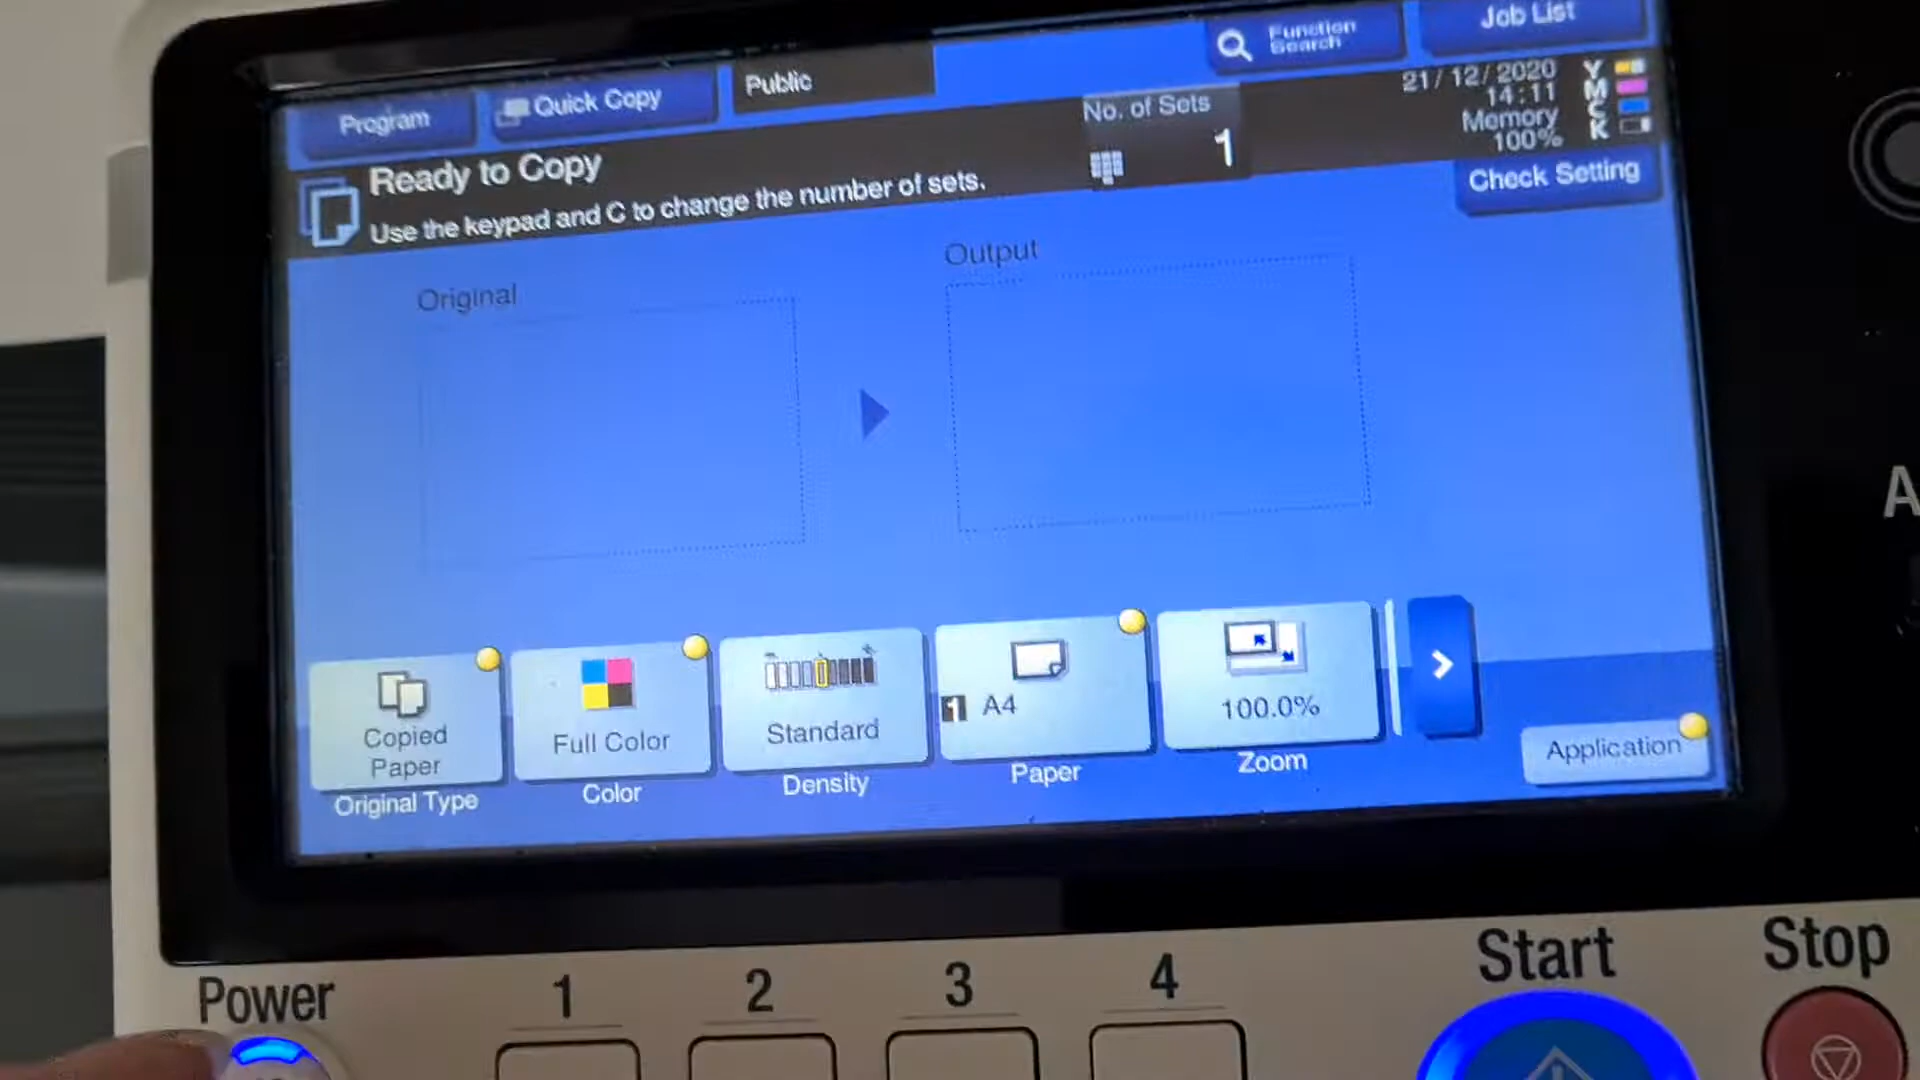 Function
Search
Job List
Program
Quick Copy
Public
No. of Sets
1
21/12/2020
14:11
Memory
100%
Y
M
C
K
Ready to Copy
Use the keypad and C to change the number of sets.
Check Setting
Original
Output
Copied
Paper
Original Type
Full Color
Color
Standard
Density
1 A4
Paper
100.0%
Zoom
Application
A
Power
1
2
3
4
Start
Stop